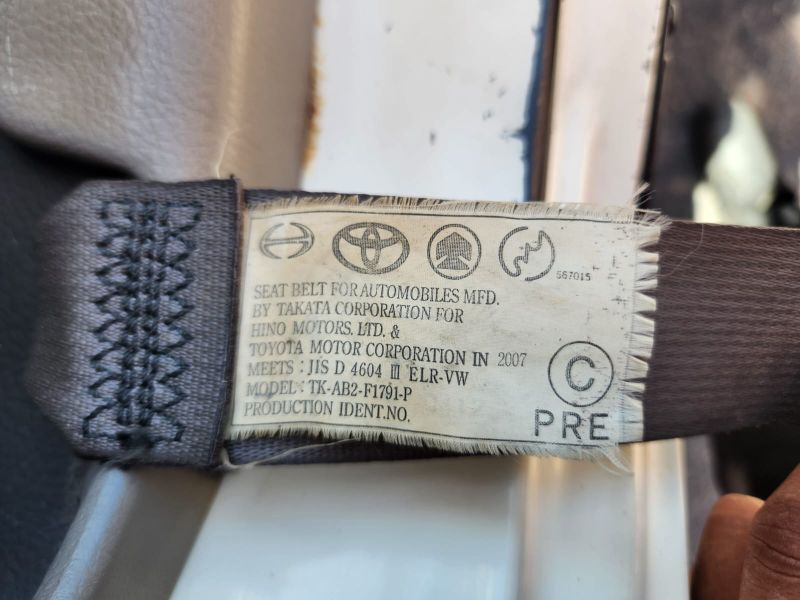 567015
SEAT BELT FOR AUTOMOBILES MFD.
BY TAKATA CORPORATION FOR
HINO MOTORS, LTD. &
TOYOTA MOTOR CORPORATION IN 2007
MEETS : JIS D 4604 III ELR-VW
MODEL : TK-AB2-F1791-P
PRODUCTION IDENT.NO.
C
PRE